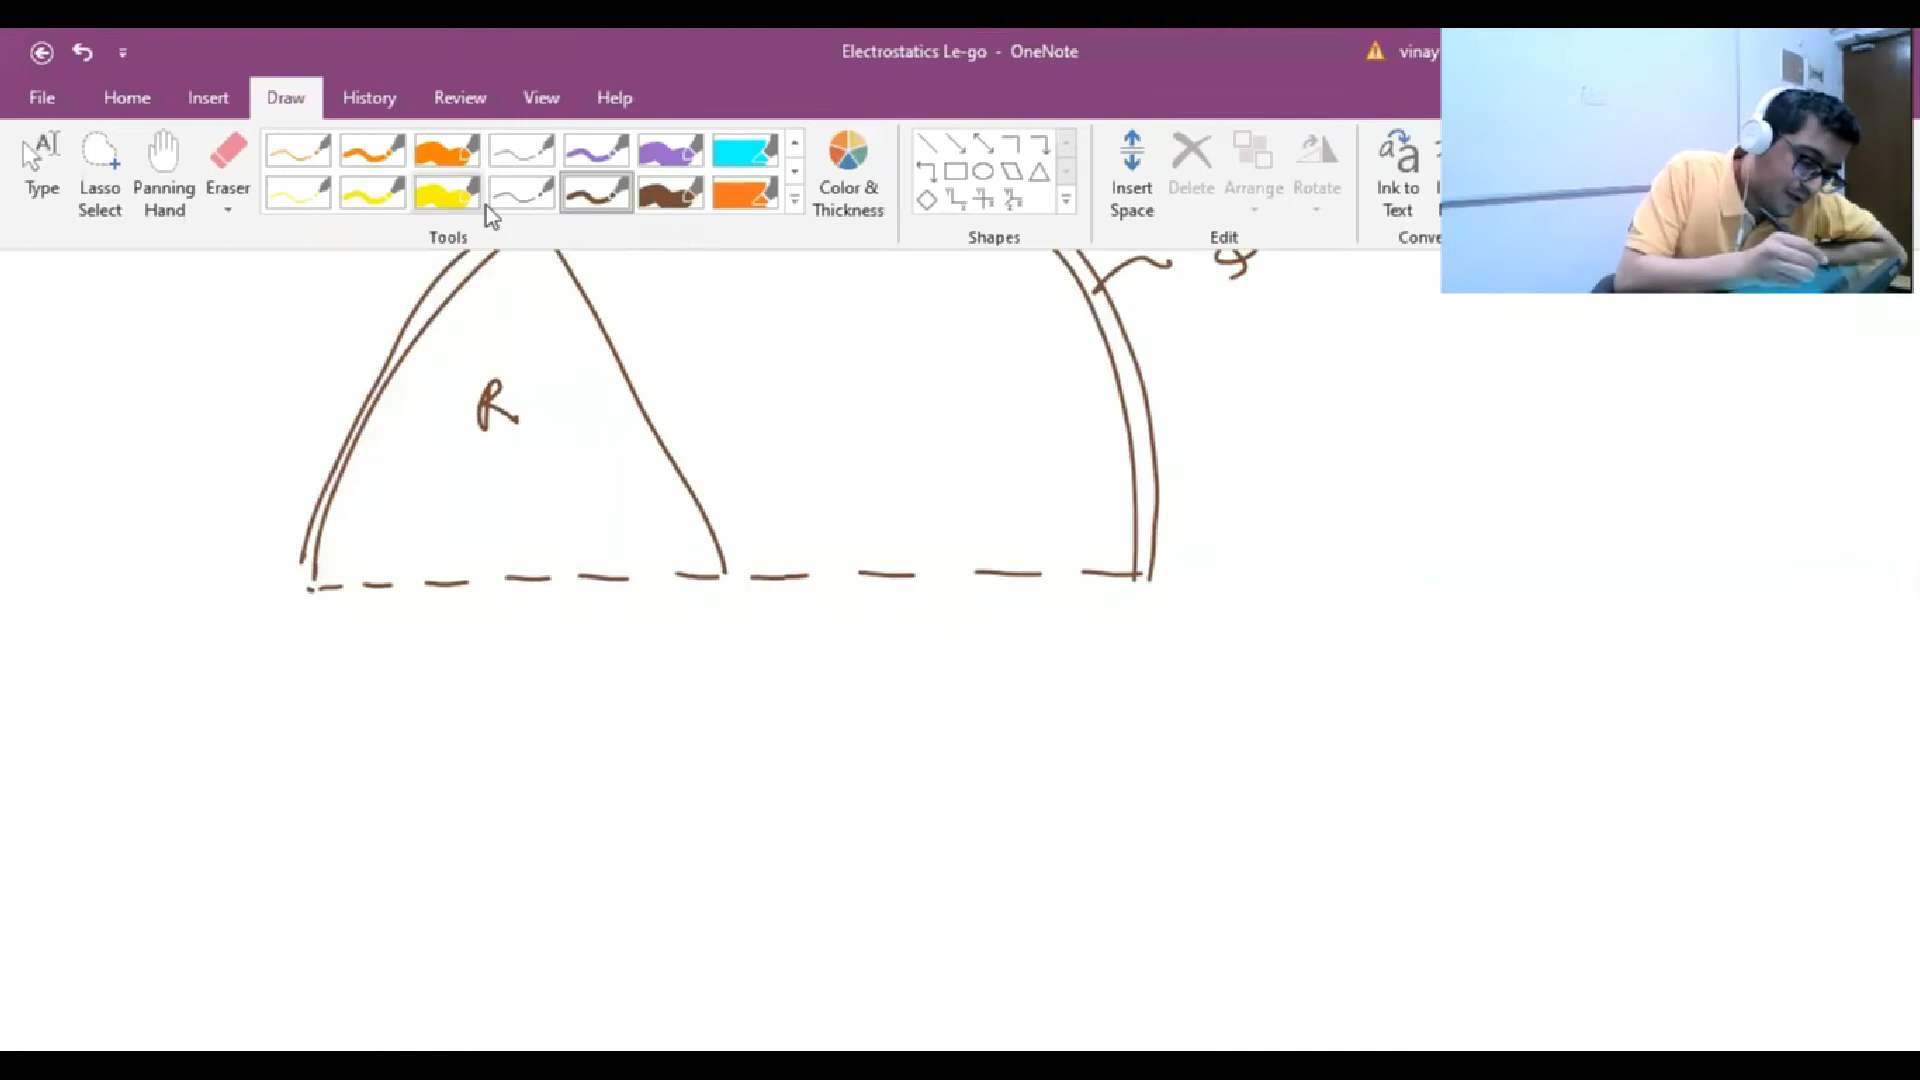 Electrostatics Le-go - OneNote
vinay
File Home Insert Draw History Review View Help
Type
Lasso Select
Panning Hand
Eraser
Color & Thickness
Insert Space
Delete
Arrange
Rotate
Ink to Text
Tools
Shapes
Edit
Conve
R